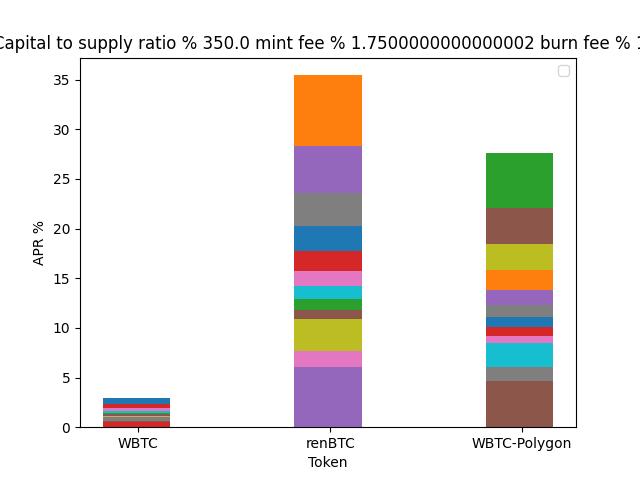 Capital to supply ratio % 350.0 mint fee % 1.7500000000000002 burn fee % 1
35
30
25
20
15
10
5
0
APR %
WBTC renBTC WBTC-Polygon
Token